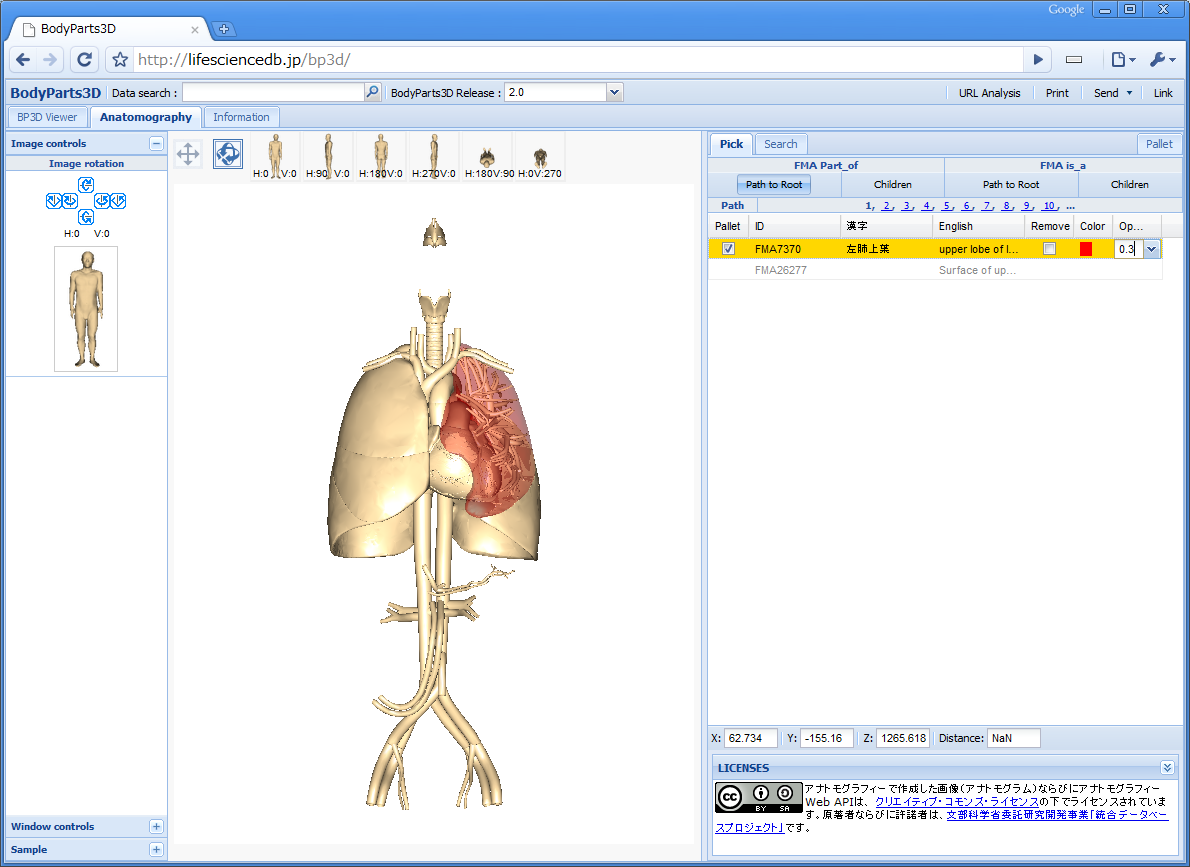 Google
BodyParts3D
http://lifesciencedb.jp/bp3d/
BodyParts3D Data search : BodyParts3D Release : 2.0 URL Analysis Print Send Link
BP3D Viewer Anatomography Information
Image controls
Image rotation
H:0 V:0
H:0 V:0 H:90 V:0 H:180V:0 H:270V:0 H:180V:90 H:0V:270
Window controls
Sample
Pick Search Pallet
FMA Part_of FMA is_a
Path to Root Children Path to Root Children
Path 1, 2, 3, 4, 5, 6, 7, 8, 9, 10, ...
Pallet ID 漢字 English Remove Color Op...
FMA7370 左肺上葉 upper lobe of l... 0.3
FMA26277 Surface of up...
X: 62.734 Y: -155.16 Z: 1265.618 Distance: NaN
LICENSES
cc BY SA
アナトモグラフィーで作成した画像(アナトモグラム)ならびにアナトモグラフィー
Web APIは、クリエイティブ・コモンズ・ライセンスの下でライセンスされていま
す。原著者ならびに許諾者は、文部科学省委託研究開発事業「統合データベー
スプロジェクト」です。